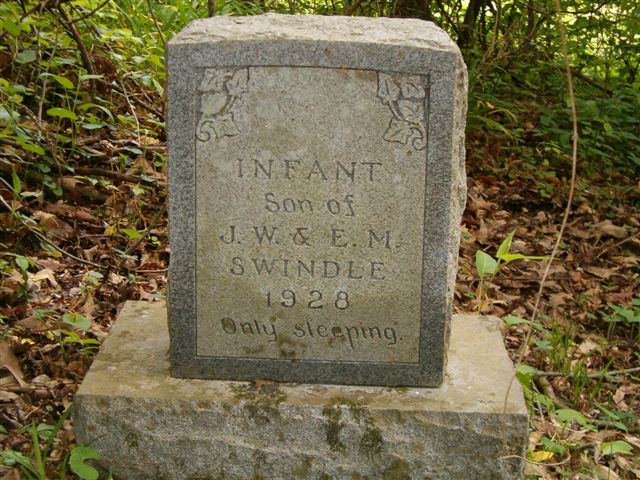 INFANT
Son of
J. W. & E. M.
SWINDLE
1928
Only sleeping.